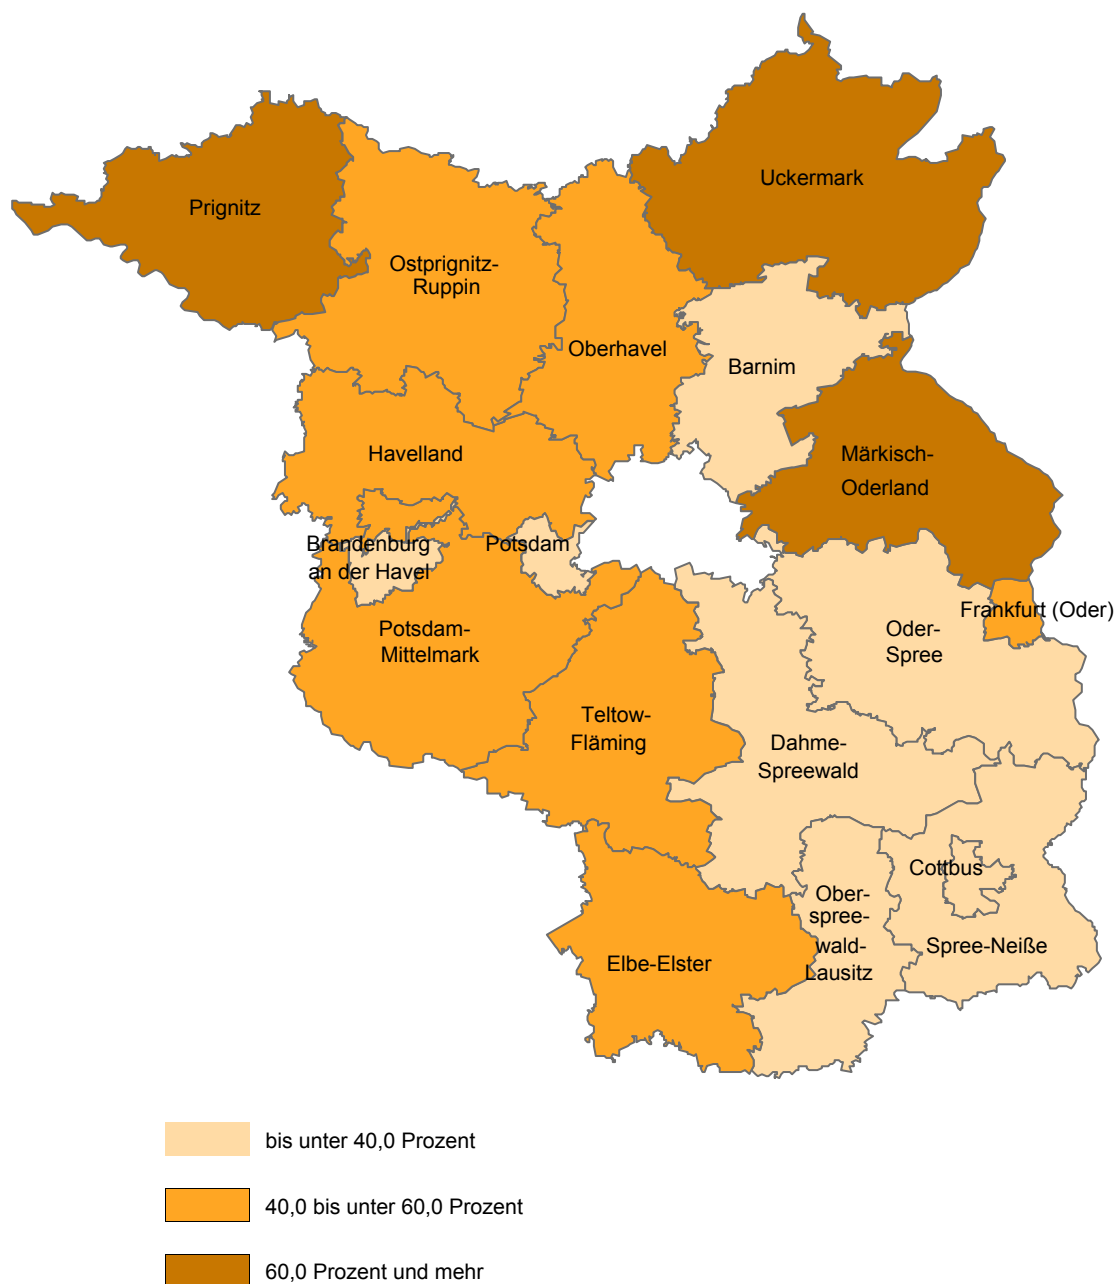 Uckermark
Prignitz
Ostprignitz-
Ruppin
Oberhavel
Barnim
Havelland
Märkisch-
Oderland
Brandenburg
an der Havel
Potsdam
Frankfurt (Oder)
Potsdam-
Mittelmark
Oder-
Spree
Teltow-
Fläming
Dahme-
Spreewald
Cottbus
Ober-
spree-
wald-
Lausitz
Spree-Neiße
Elbe-Elster
bis unter 40,0 Prozent
40,0 bis unter 60,0 Prozent
60,0 Prozent und mehr